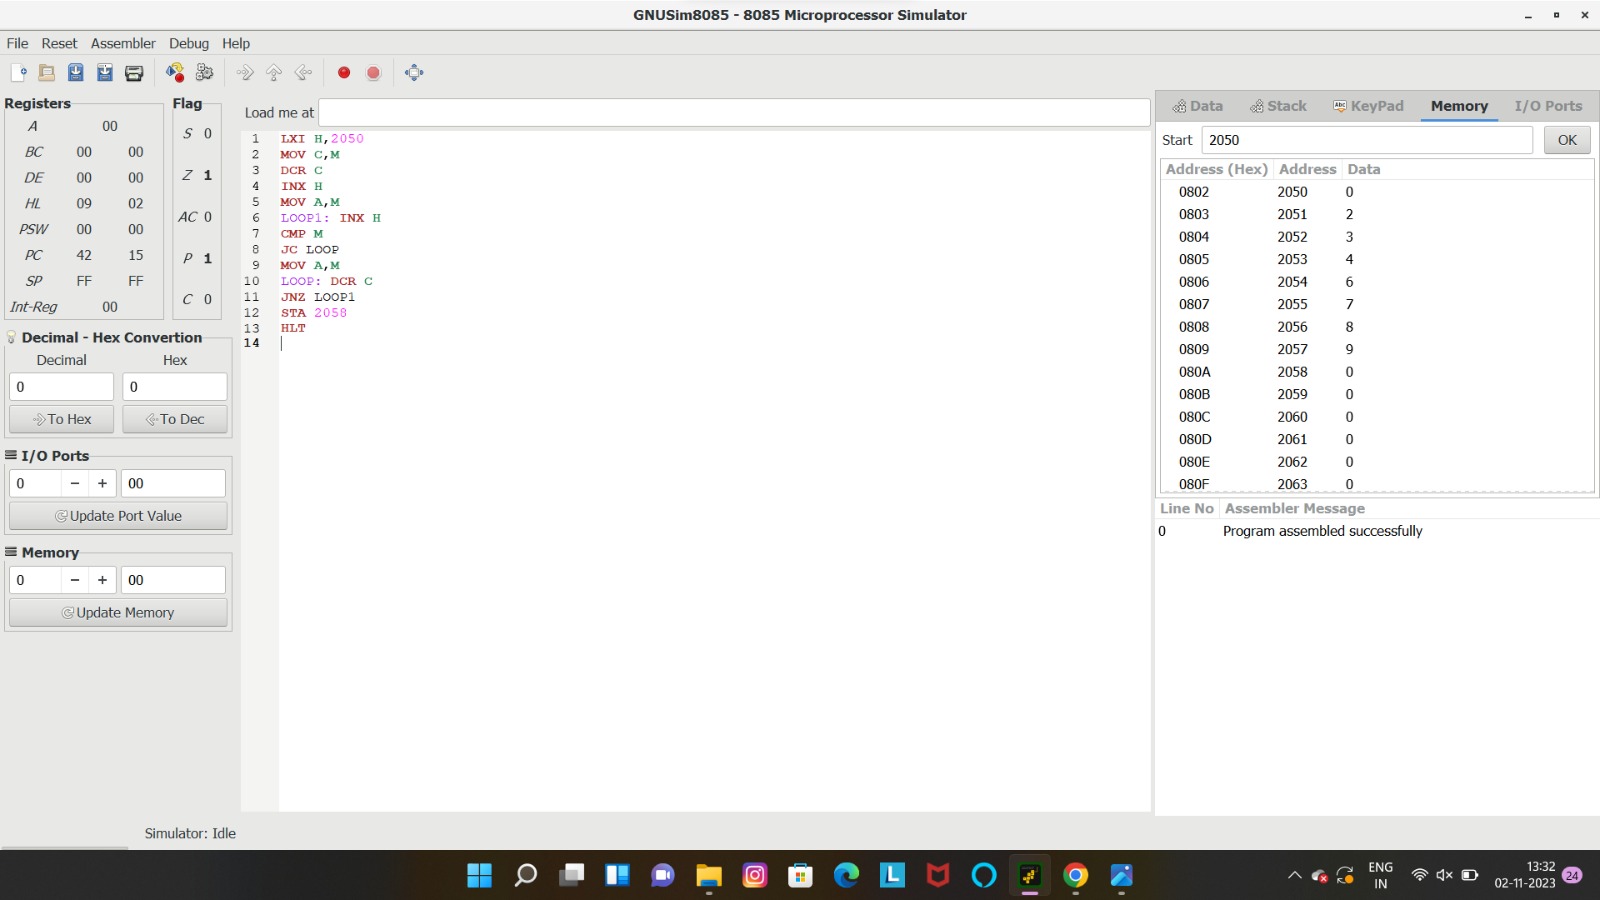 GNUSim8085 - 8085 Microprocessor Simulator
File Reset Assembler Debug Help
Registers
A 00
BC 00 00
DE 00 00
HL 09 02
PSW 00 00
PC 42 15
SP FF FF
Int-Reg 00
Flag
S 0
Z 1
AC 0
P 1
C 0
Decimal - Hex Convertion
Decimal Hex
0 0
To Hex To Dec
I/O Ports
0 - + 00
Update Port Value
Memory
0 - + 00
Update Memory
Load me at
1 LXI H,2050
2 MOV C,M
3 DCR C
4 INX H
5 MOV A,M
6 LOOP1: INX H
7 CMP M
8 JC LOOP
9 MOV A,M
10 LOOP: DCR C
11 JNZ LOOP1
12 STA 2058
13 HLT
14
Data Stack Abc KeyPad Memory I/O Ports
Start 2050 OK
Address (Hex) Address Data
0802 2050 0
0803 2051 2
0804 2052 3
0805 2053 4
0806 2054 6
0807 2055 7
0808 2056 8
0809 2057 9
080A 2058 0
080B 2059 0
080C 2060 0
080D 2061 0
080E 2062 0
080F 2063 0
Line No Assembler Message
0 Program assembled successfully
Simulator: Idle
L
ENG
IN
13:32
02-11-2023
24